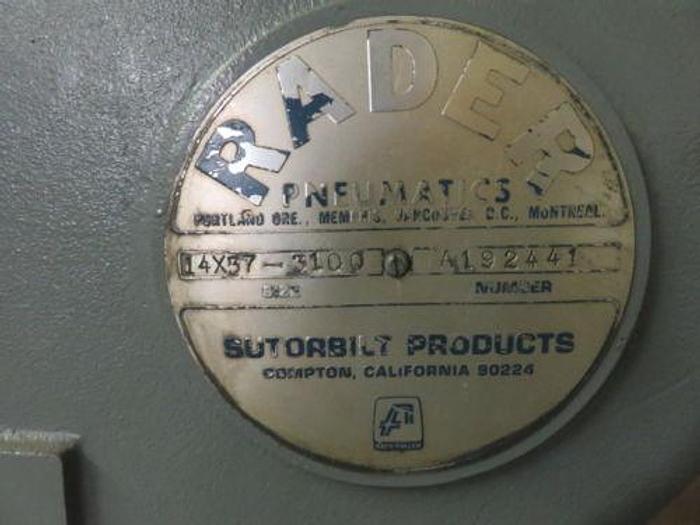 RADER
PNEUMATICS
PORTLAND ORE., MEMPHIS, VANCOUVER B.C., MONTREAL.
14X37-3100 A192441
SIZE NUMBER
SUTORBILT PRODUCTS
COMPTON, CALIFORNIA 90224